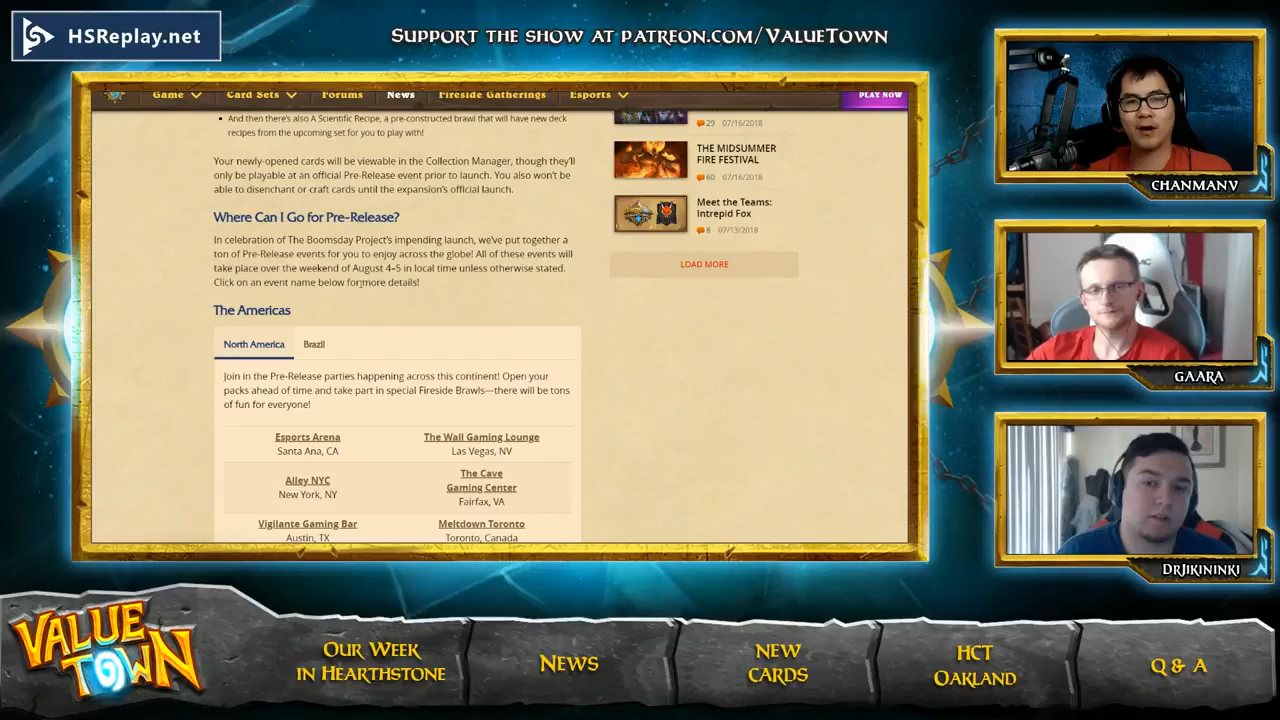 HSReplay.net
Support the show at patreon.com/ValueTown
Game
Card Sets
Forums
News
Fireside Gatherings
Esports
PLAY NOW
And then there's also A Scientific Recipe, a pre-constructed brawl that will have new deck
recipes from the upcoming set for you to play with!
Your newly-opened cards will be viewable in the Collection Manager, though they'll
only be playable at an official Pre-Release event prior to launch. You also won't be
able to disenchant or craft cards until the expansion's official launch.
Where Can I Go for Pre-Release?
In celebration of The Boomsday Project's impending launch, we've put together a
ton of Pre-Release events for you to enjoy across the globe! All of these events will
take place over the weekend of August 4-5 in local time unless otherwise stated.
Click on an event name below for more details!
The Americas
North America
Brazil
Join in the Pre-Release parties happening across this continent! Open your
packs ahead of time and take part in special Fireside Brawls—there will be tons
of fun for everyone!
Esports Arena
Santa Ana, CA
The Wall Gaming Lounge
Las Vegas, NV
Alley NYC
New York, NY
The Cave
Gaming Center
Fairfax, VA
Vigilante Gaming Bar
Austin, TX
Meltdown Toronto
Toronto, Canada
29 07/16/2018
THE MIDSUMMER
FIRE FESTIVAL
60 07/16/2018
Meet the Teams:
Intrepid Fox
8 07/13/2018
LOAD MORE
ChanmanV
Gaara
DrJikininki
VALUE
TOWN
Our Week
in Hearthstone
News
New
Cards
HCT
Oakland
Q & A